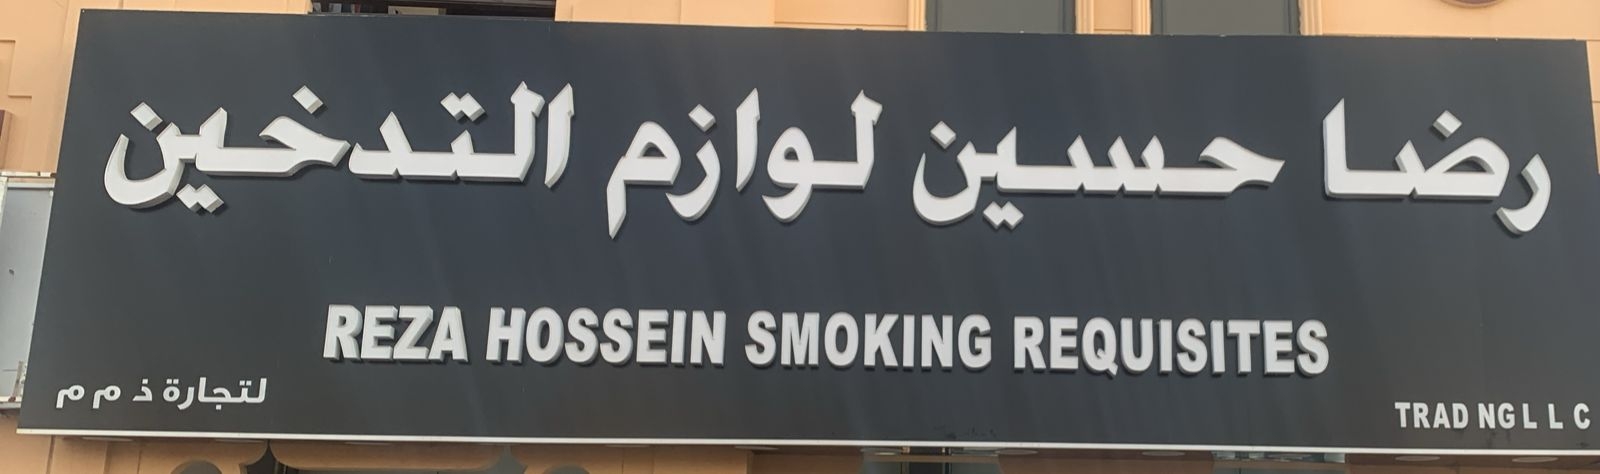 رضا حسين لوازم التدخين
REZA HOSSEIN SMOKING REQUISITES
لتجارة ذ م م
TRAD NG L L C